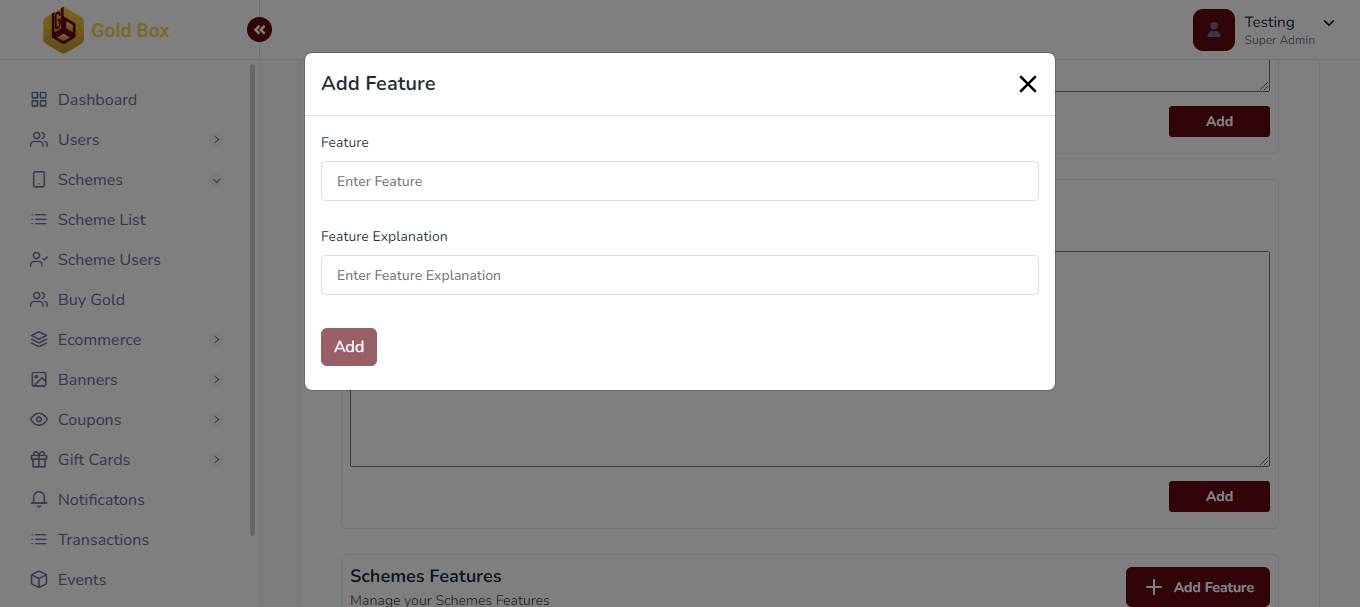 Gold Box
Testing
Super Admin
Dashboard
Users
Schemes
Scheme List
Scheme Users
Buy Gold
Ecommerce
Banners
Coupons
Gift Cards
Notificatons
Transactions
Events
Add Feature
Feature
Enter Feature
Feature Explanation
Enter Feature Explanation
Add
Add
Add
Schemes Features
Manage your Schemes Features
Add Feature